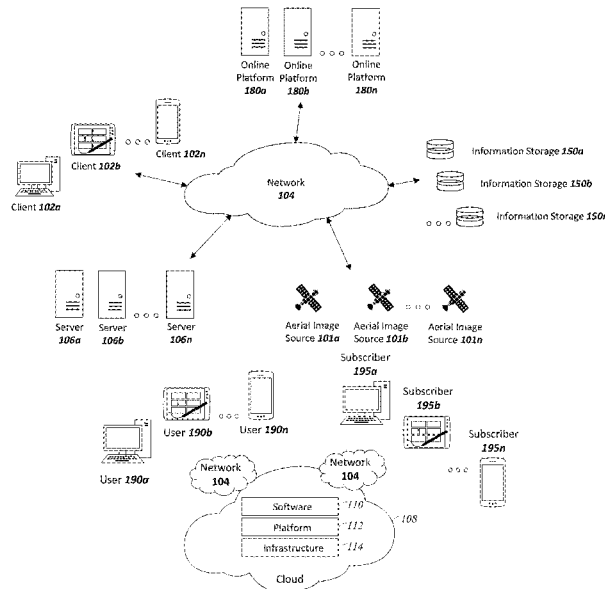 Online Platform 180a
Online Platform 180b
Online Platform 180n
Client 102a
Client 102b
Client 102n
Network 104
Information Storage 150a
Information Storage 150b
Information Storage 150n
Server 106a
Server 106b
Server 106n
Aerial Image Source 101a
Aerial Image Source 101b
Aerial Image Source 101n
User 190a
User 190b
User 190n
Subscriber 195a
Subscriber 195b
Subscriber 195n
Network 104
Network 104
Software 110
Platform 112
Infrastructure 114
108
Cloud